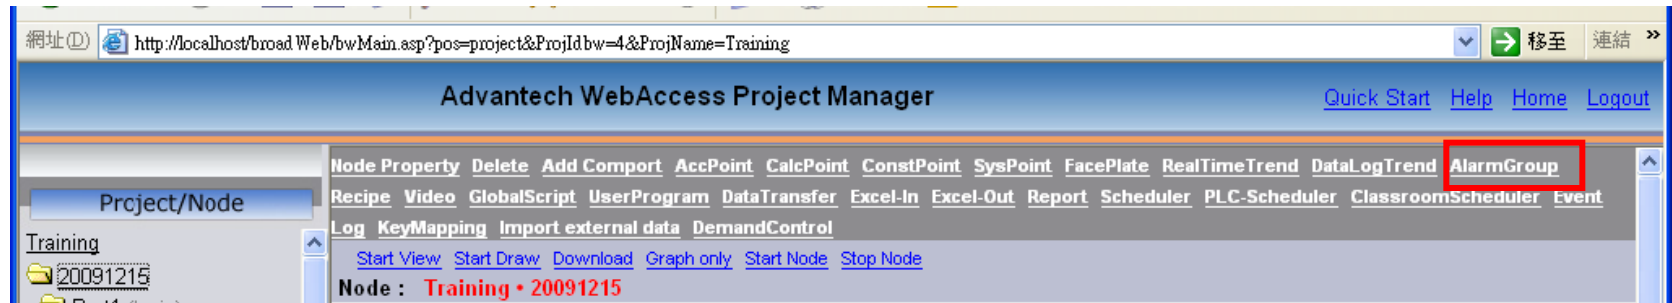 網址(D) http://localhost/broadWeb/bwMain.asp?pos=project&ProjIdbw=4&ProjName=Training 移至 連結 »
Advantech WebAccess Project Manager Quick Start Help Home Logout
Node Property Delete Add Comport AccPoint CalcPoint ConstPoint SysPoint FacePlate RealTimeTrend DataLogTrend AlarmGroup
Project/Node Recipe Video GlobalScript UserProgram DataTransfer Excel-In Excel-Out Report Scheduler PLC-Scheduler ClassroomScheduler Event
Log KeyMapping Import external data DemandControl
Training
Start View Start Draw Download Graph only Start Node Stop Node
20091215
Node : Training • 20091215